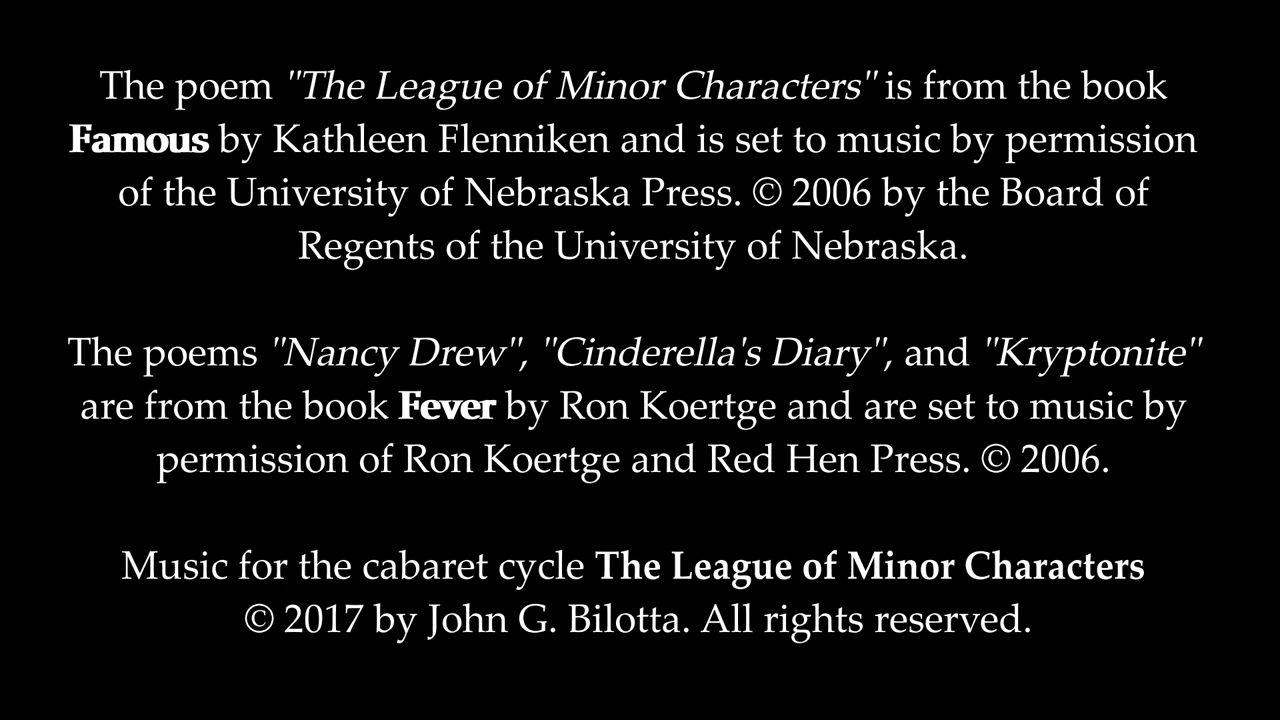 The poem "The League of Minor Characters" is from the book
Famous by Kathleen Flenniken and is set to music by permission
of the University of Nebraska Press. © 2006 by the Board of
Regents of the University of Nebraska.
The poems "Nancy Drew", "Cinderella's Diary", and "Kryptonite"
are from the book Fever by Ron Koertge and are set to music by
permission of Ron Koertge and Red Hen Press. © 2006.
Music for the cabaret cycle The League of Minor Characters
© 2017 by John G. Bilotta. All rights reserved.